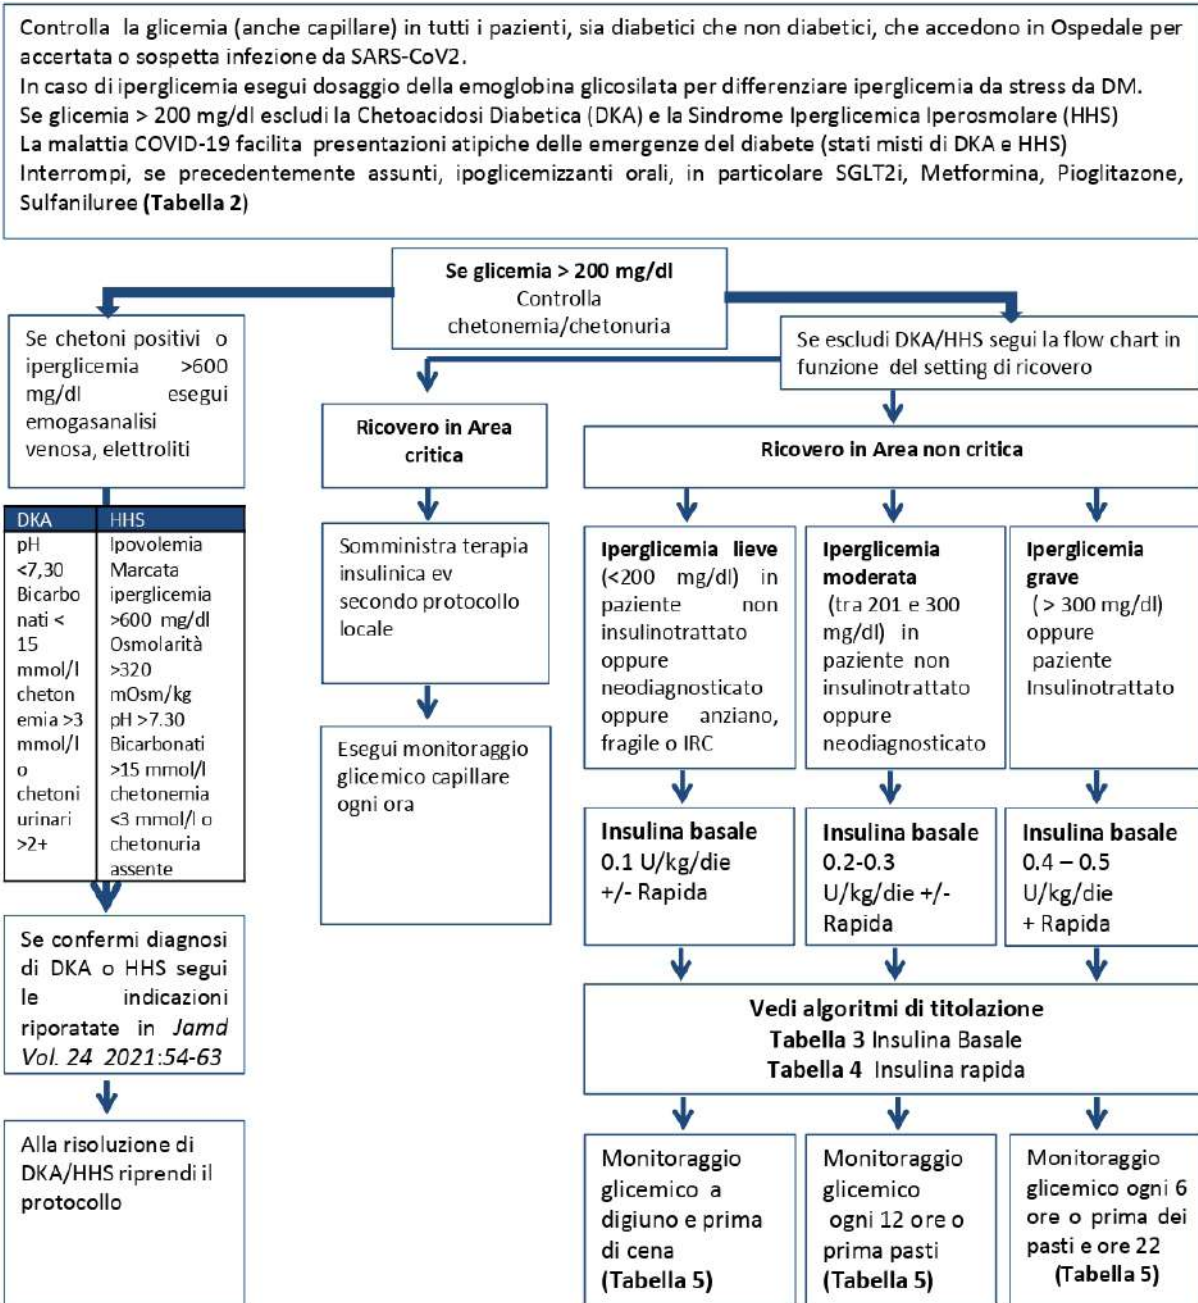 Controlla la glicemia (anche capillare) in tutti i pazienti, sia diabetici che non diabetici, che accedono in Ospedale per
accertata o sospetta infezione da SARS-CoV2.
In caso di iperglicemia esegui dosaggio della emoglobina glicosilata per differenziare iperglicemia da stress da DM.
Se glicemia > 200 mg/dl escludi la Chetoacidosi Diabetica (DKA) e la Sindrome Iperglicemica Iperosmolare (HHS)
La malattia COVID-19 facilita presentazioni atipiche delle emergenze del diabete (stati misti di DKA e HHS)
Interrompi, se precedentemente assunti, ipoglicemizzanti orali, in particolare SGLT2i, Metformina, Pioglitazone,
Sulfaniluree (Tabella 2)
Se glicemia > 200 mg/dl
Controlla
chetonemia/chetonuria
Se chetoni positivi o
iperglicemia >600
mg/dl esegui
emogasanalisi
venosa, elettroliti
DKA
pH
<7,30
Bicarbo
nati <
15
mmol/l
cheton
emia >3
mmol/l
o
chetoni
urinari
>2+
HHS
Ipovolemia
Marcata
iperglicemia
>600 mg/dl
Osmolarità
>320
mOsm/kg
pH >7.30
Bicarbonati
>15 mmol/l
chetonemia
<3 mmol/l o
chetonuria
assente
Se confermi diagnosi
di DKA o HHS segui
le indicazioni
riporatate in Jamd
Vol. 24 2021:54-63
Alla risoluzione di
DKA/HHS riprendi il
protocollo
Se escludi DKA/HHS segui la flow chart in
funzione del setting di ricovero
Ricovero in Area
critica
Somministra terapia
insulinica ev
secondo protocollo
locale
Esegui monitoraggio
glicemico capillare
ogni ora
Ricovero in Area non critica
Iperglicemia lieve
(<200 mg/dl) in
paziente non
insulinotrattato
oppure
neodiagnosticato
oppure anziano,
fragile o IRC
Iperglicemia
moderata
(tra 201 e 300
mg/dl) in
paziente non
insulinotrattato
oppure
neodiagnosticato
Iperglicemia
grave
( > 300 mg/dl)
oppure
paziente
Insulinotrattato
Insulina basale
0.1 U/kg/die
+/- Rapida
Insulina basale
0.2-0.3
U/kg/die +/-
Rapida
Insulina basale
0.4 – 0.5
U/kg/die
+ Rapida
Vedi algoritmi di titolazione
Tabella 3 Insulina Basale
Tabella 4 Insulina rapida
Monitoraggio
glicemico a
digiuno e prima
di cena
(Tabella 5)
Monitoraggio
glicemico
ogni 12 ore o
prima pasti
(Tabella 5)
Monitoraggio
glicemico ogni 6
ore o prima dei
pasti e ore 22
(Tabella 5)